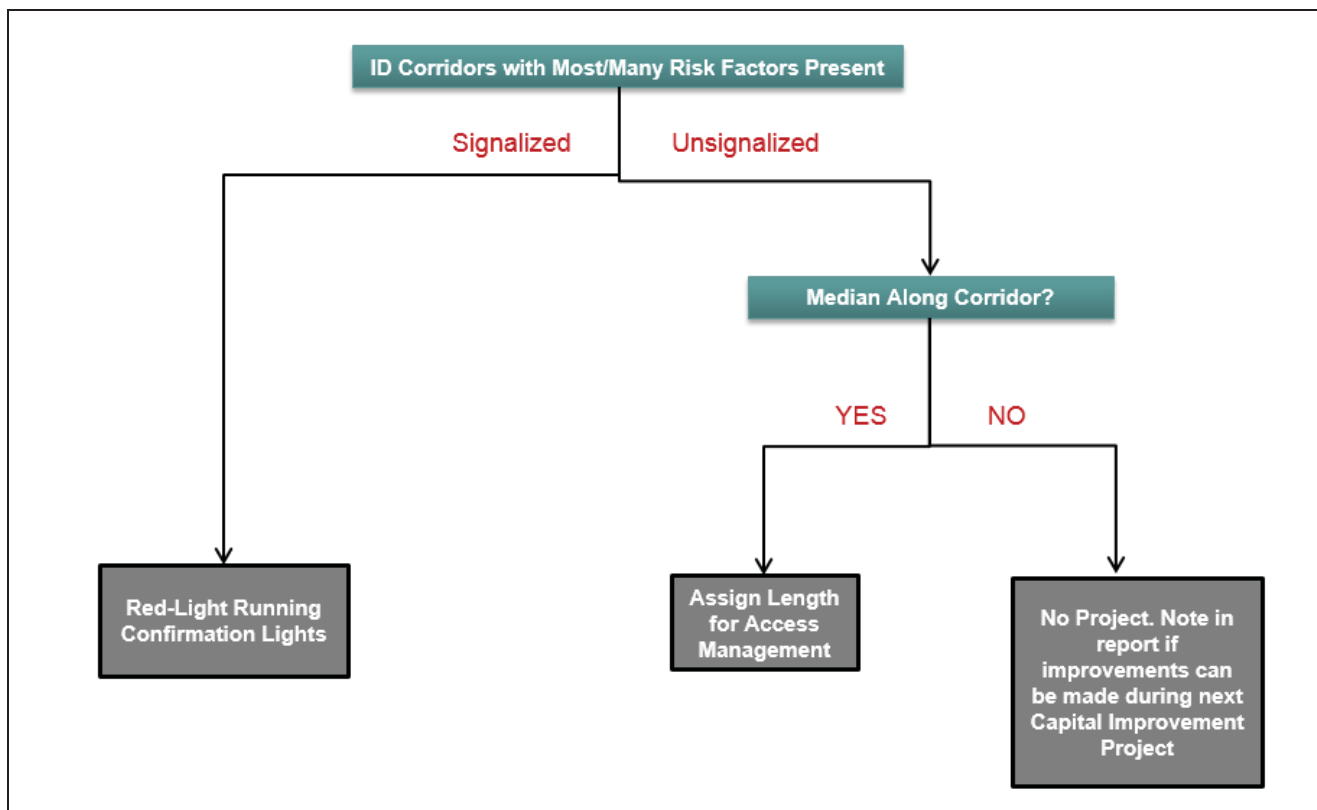 ID Corridors with Most/Many Risk Factors Present
Signalized
Unsignalized
Median Along Corridor?
YES
NO
Red-Light Running
Confirmation Lights
Assign Length
for Access
Management
No Project. Note in
report if
improvements can
be made during next
Capital Improvement
Project